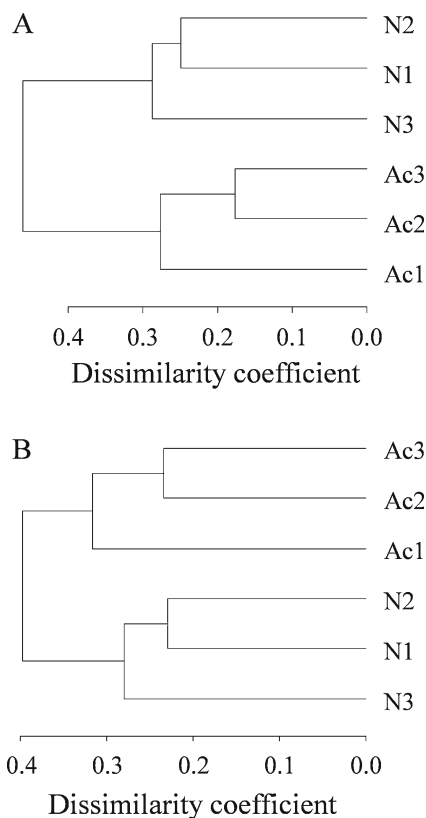 A
N2
N1
N3
Ac3
Ac2
Ac1
0.4 0.3 0.2 0.1 0.0
Dissimilarity coefficient
B
Ac3
Ac2
Ac1
N2
N1
N3
0.4 0.3 0.2 0.1 0.0
Dissimilarity coefficient